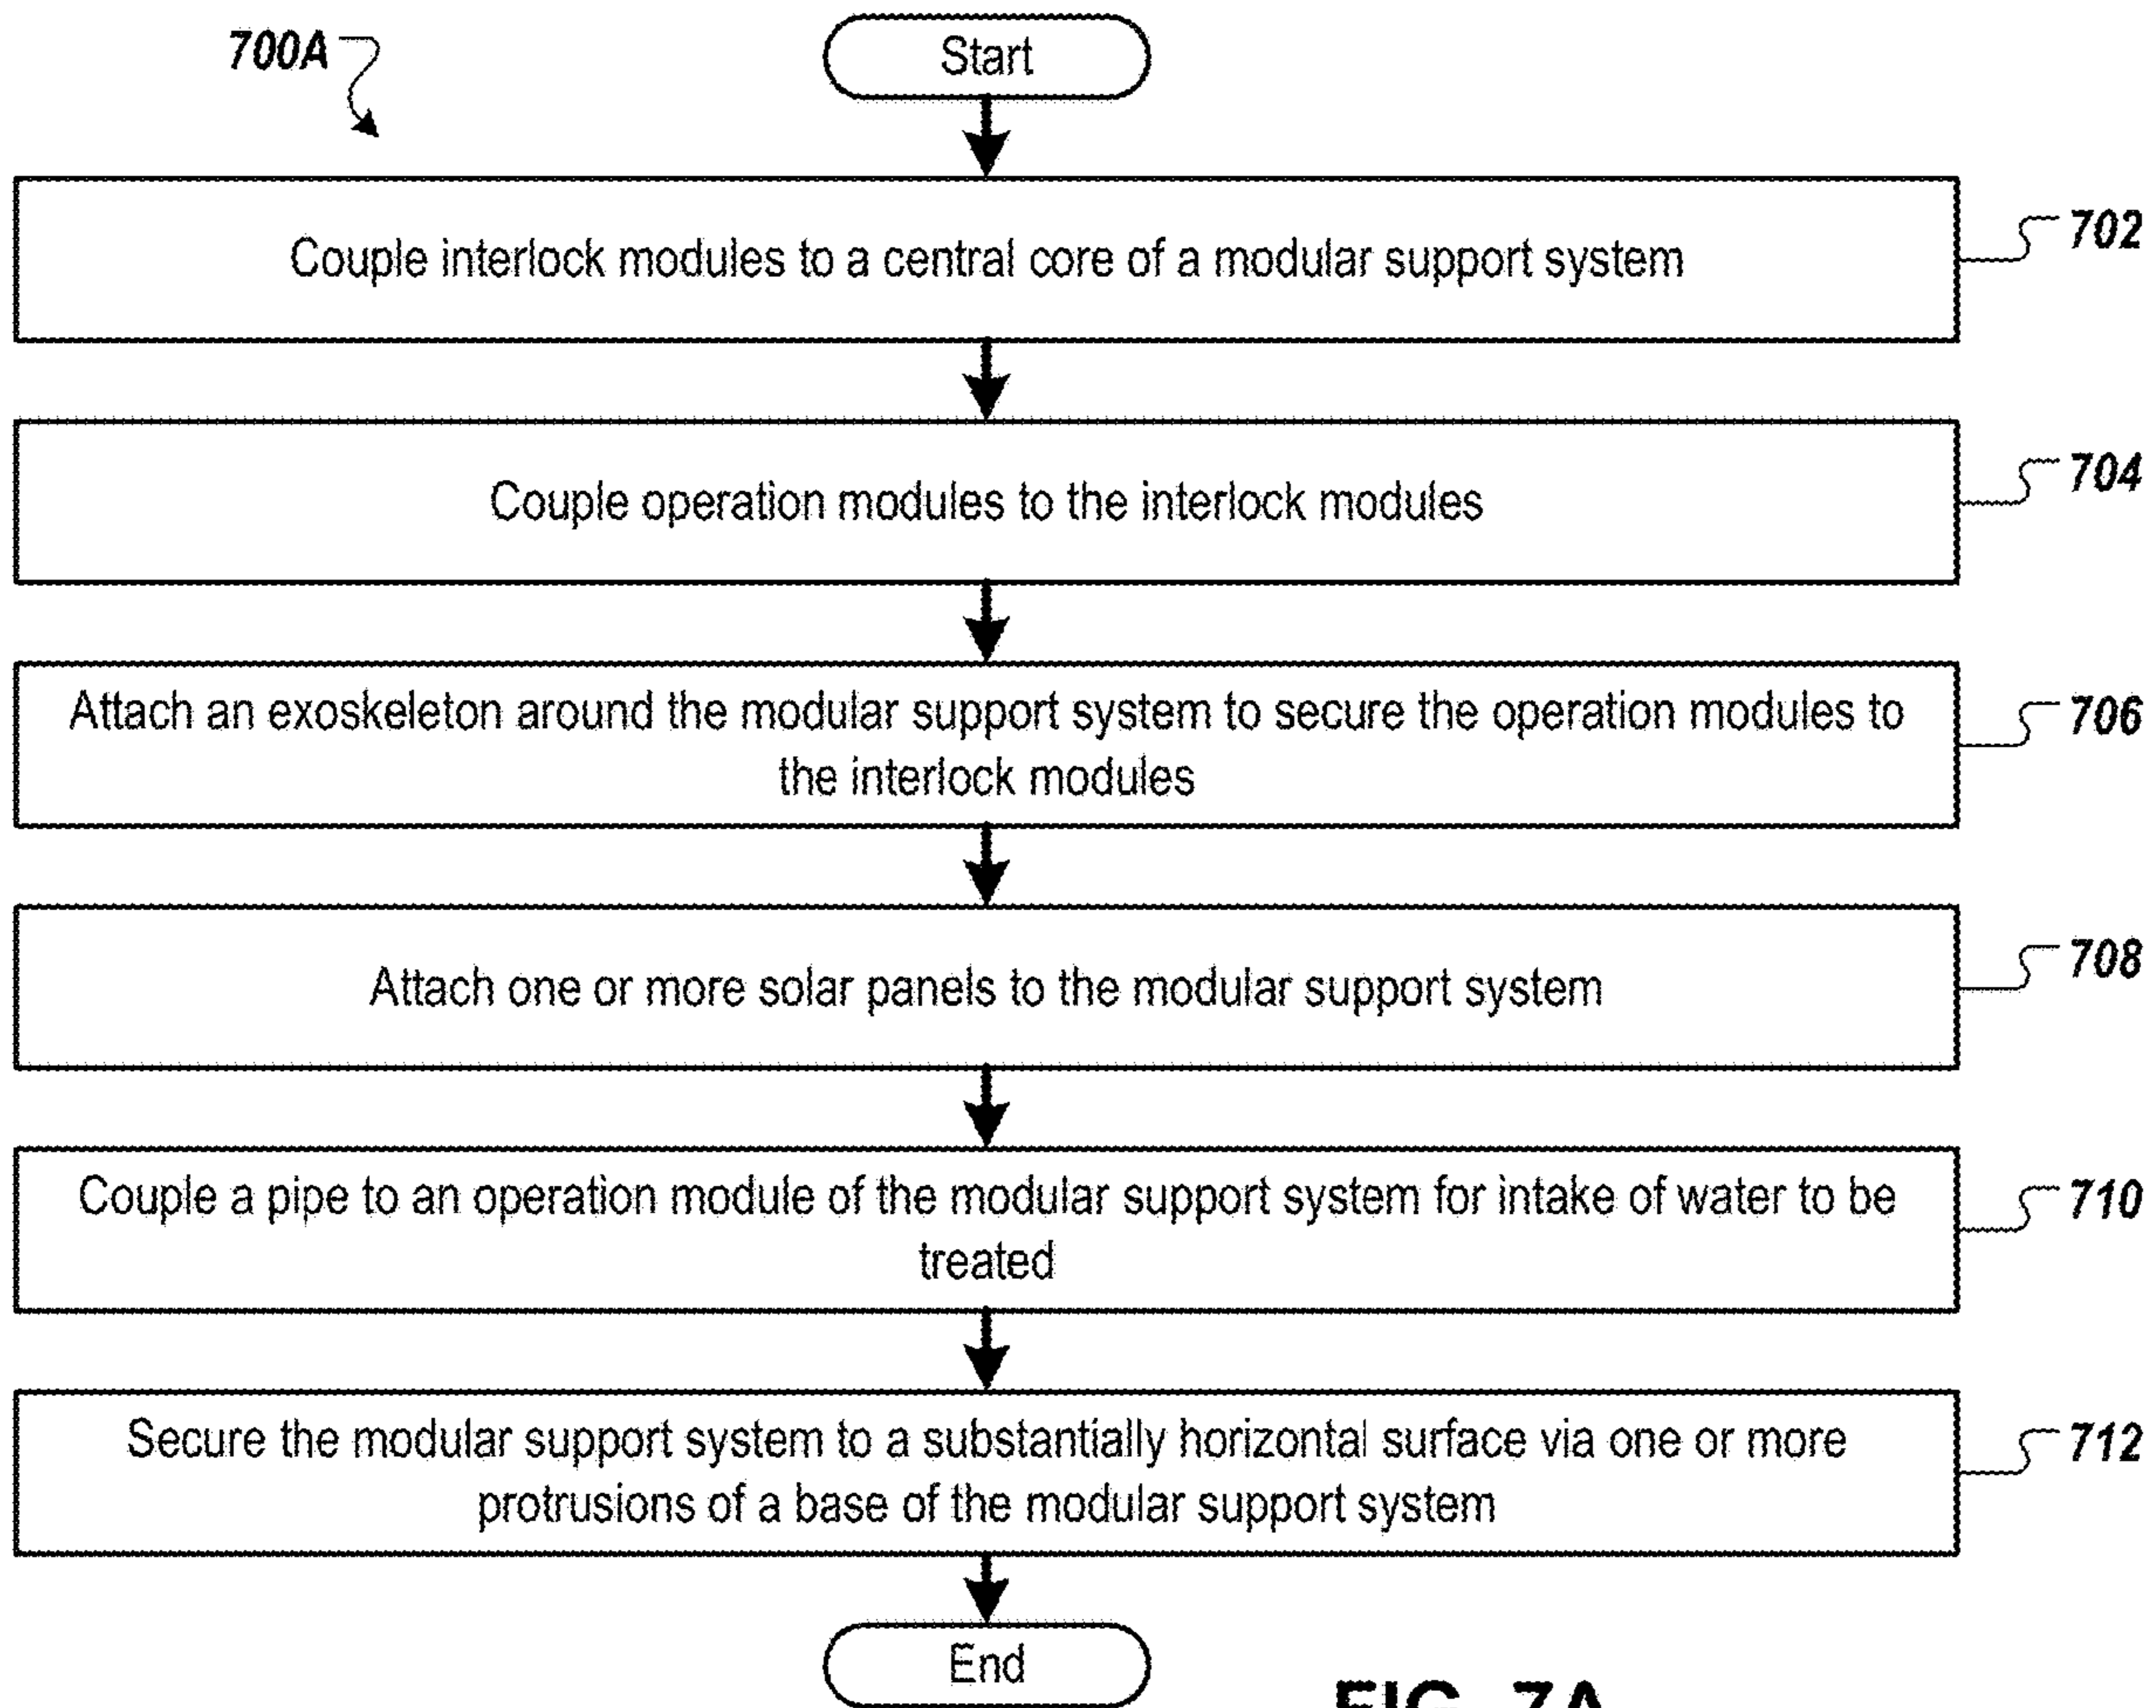 700A
Start
Couple interlock modules to a central core of a modular support system
702
Couple operation modules to the interlock modules
704
Attach an exoskeleton around the modular support system to secure the operation modules to
the interlock modules
706
Attach one or more solar panels to the modular support system
708
Couple a pipe to an operation module of the modular support system for intake of water to be
treated
710
Secure the modular support system to a substantially horizontal surface via one or more
protrusions of a base of the modular support system
712
End
FIG. 7A